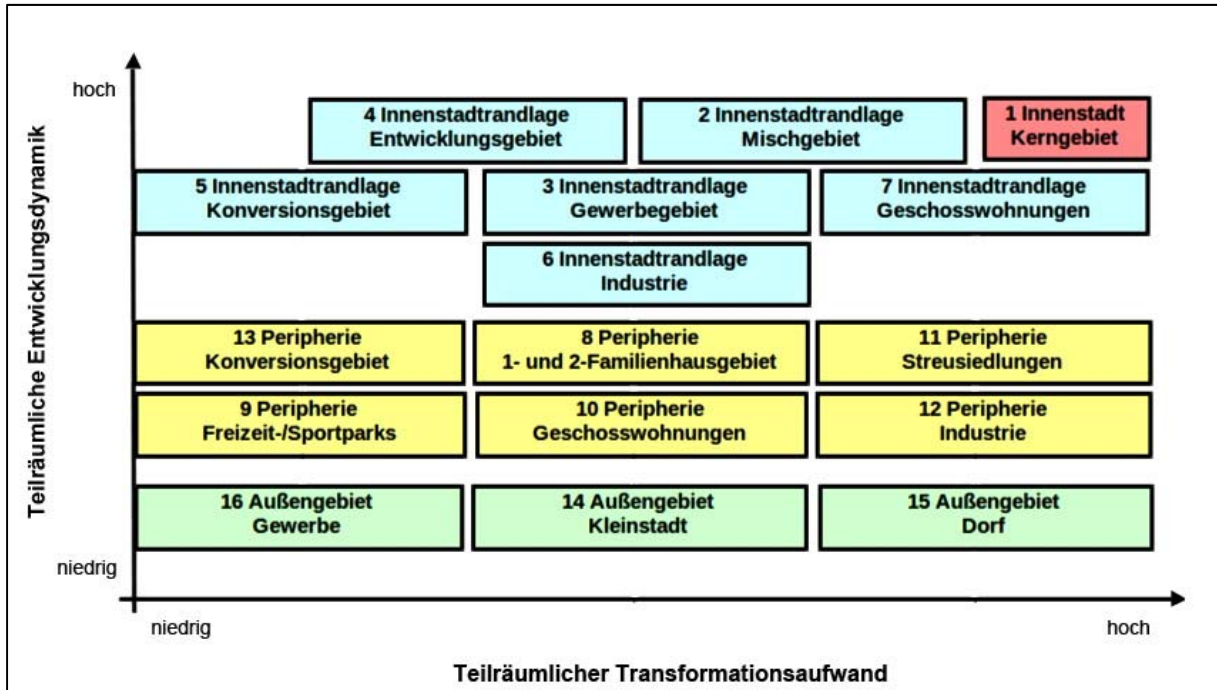 Teilräumliche Entwicklungsdynamik
hoch
4 Innenstadtrandlage
Entwicklungsgebiet
2 Innenstadtrandlage
Mischgebiet
1 Innenstadt
Kerngebiet
5 Innenstadtrandlage
Konversionsgebiet
3 Innenstadtrandlage
Gewerbegebiet
7 Innenstadtrandlage
Geschosswohnungen
6 Innenstadtrandlage
Industrie
13 Peripherie
Konversionsgebiet
8 Peripherie
1- und 2-Familienhausgebiet
11 Peripherie
Streusiedlungen
9 Peripherie
Freizeit-/Sportparks
10 Peripherie
Geschosswohnungen
12 Peripherie
Industrie
16 Außengebiet
Gewerbe
14 Außengebiet
Kleinstadt
15 Außengebiet
Dorf
niedrig
niedrig
hoch
Teilräumlicher Transformationsaufwand